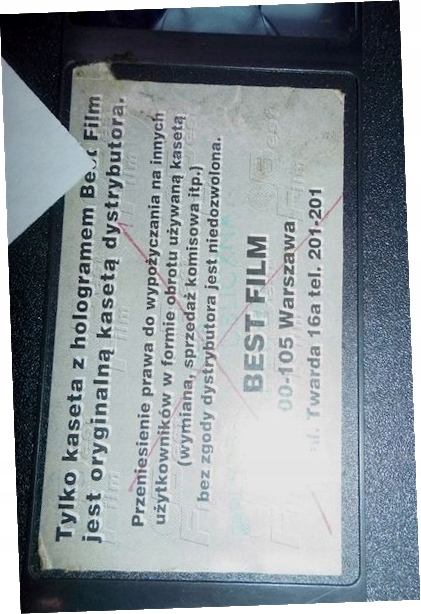 Tylko kaseta z hologramem Best Film
jest oryginalną kasetą dystrybutora.
Przeniesienie prawa do wypożyczania na innych
użytkowników w formie obrotu używaną kasetą
(wymiana, sprzedaż komisowa itp.)
bez zgody dystrybutora jest niedozwolona.
BEST FILM
00-105 Warszawa
ul. Twarda 16a tel. 201-201